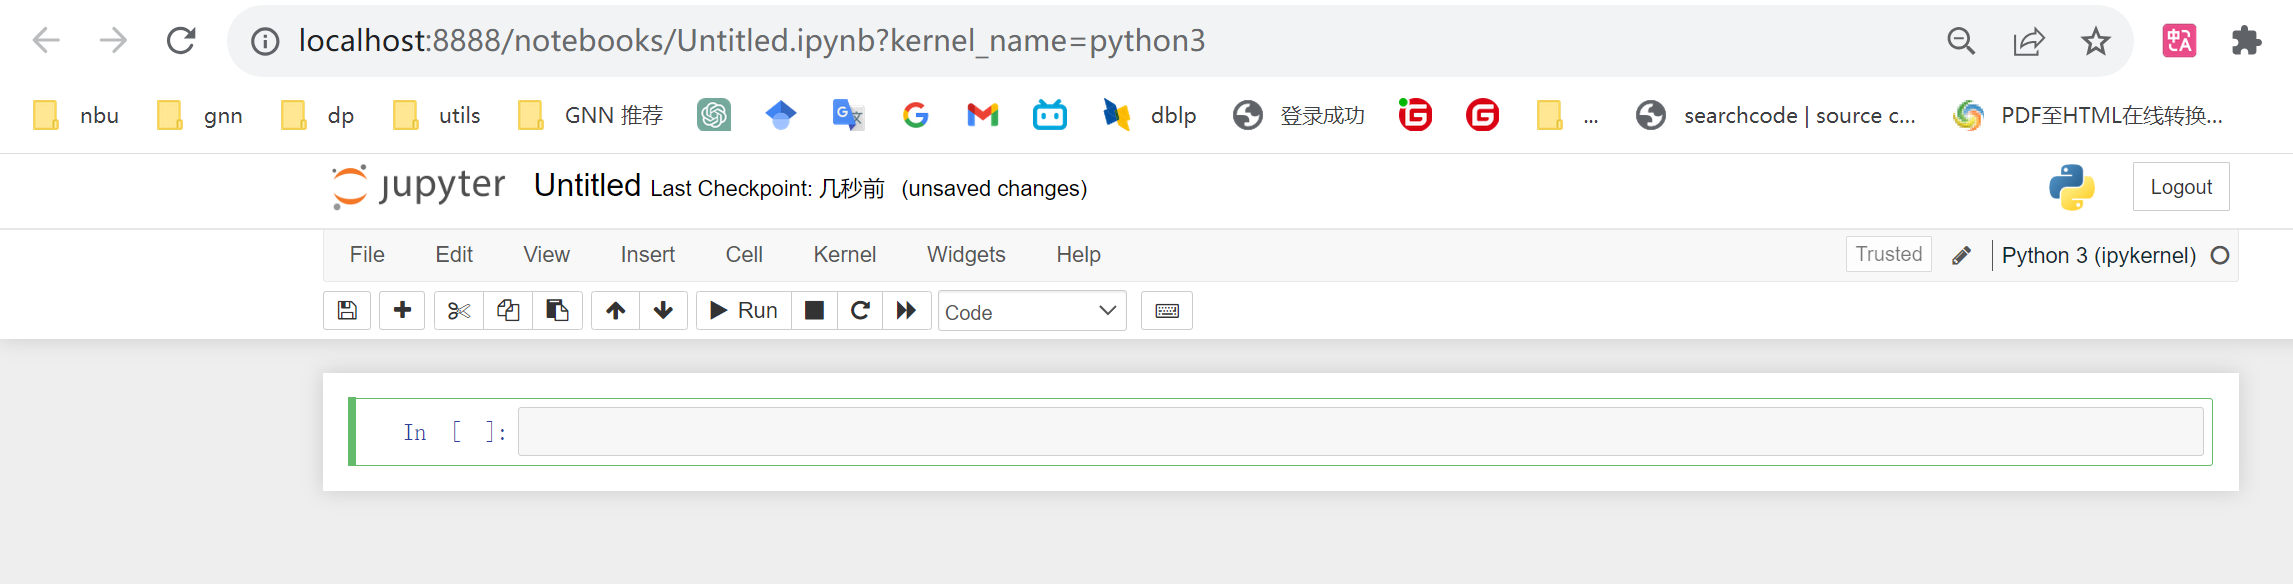 localhost:8888/notebooks/Untitled.ipynb?kernel_name=python3
中 A
nbu gnn dp utils GNN 推荐 G 文 dblp 登录成功 G G ... searchcode | source c... PDF至HTML在线转换...
jupyter Untitled Last Checkpoint: 几秒前 (unsaved changes) Logout
File Edit View Insert Cell Kernel Widgets Help Trusted Python 3 (ipykernel)
Run Code
In [ ]: